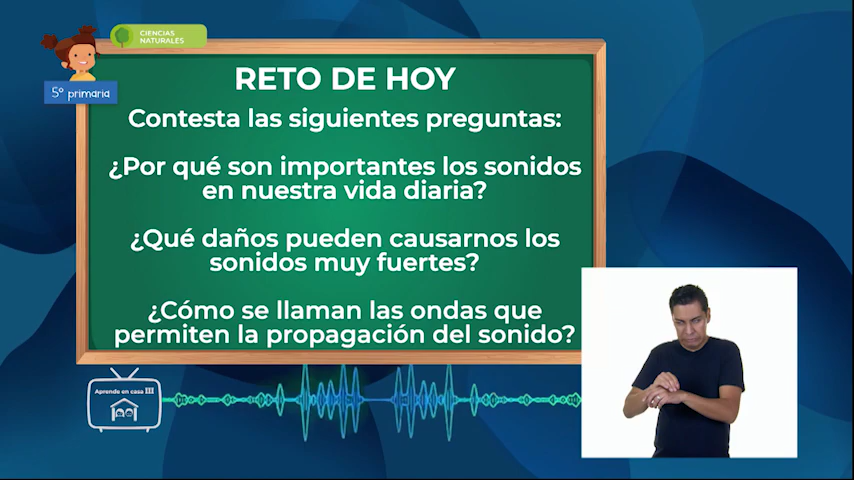 CIENCIAS
NATURALES
5° primaria
RETO DE HOY
Contesta las siguientes preguntas:
¿Por qué son importantes los sonidos
en nuestra vida diaria?
¿Qué daños pueden causarnos los
sonidos muy fuertes?
¿Cómo se llaman las ondas que
permiten la propagación del sonido?
Aprende en casa III